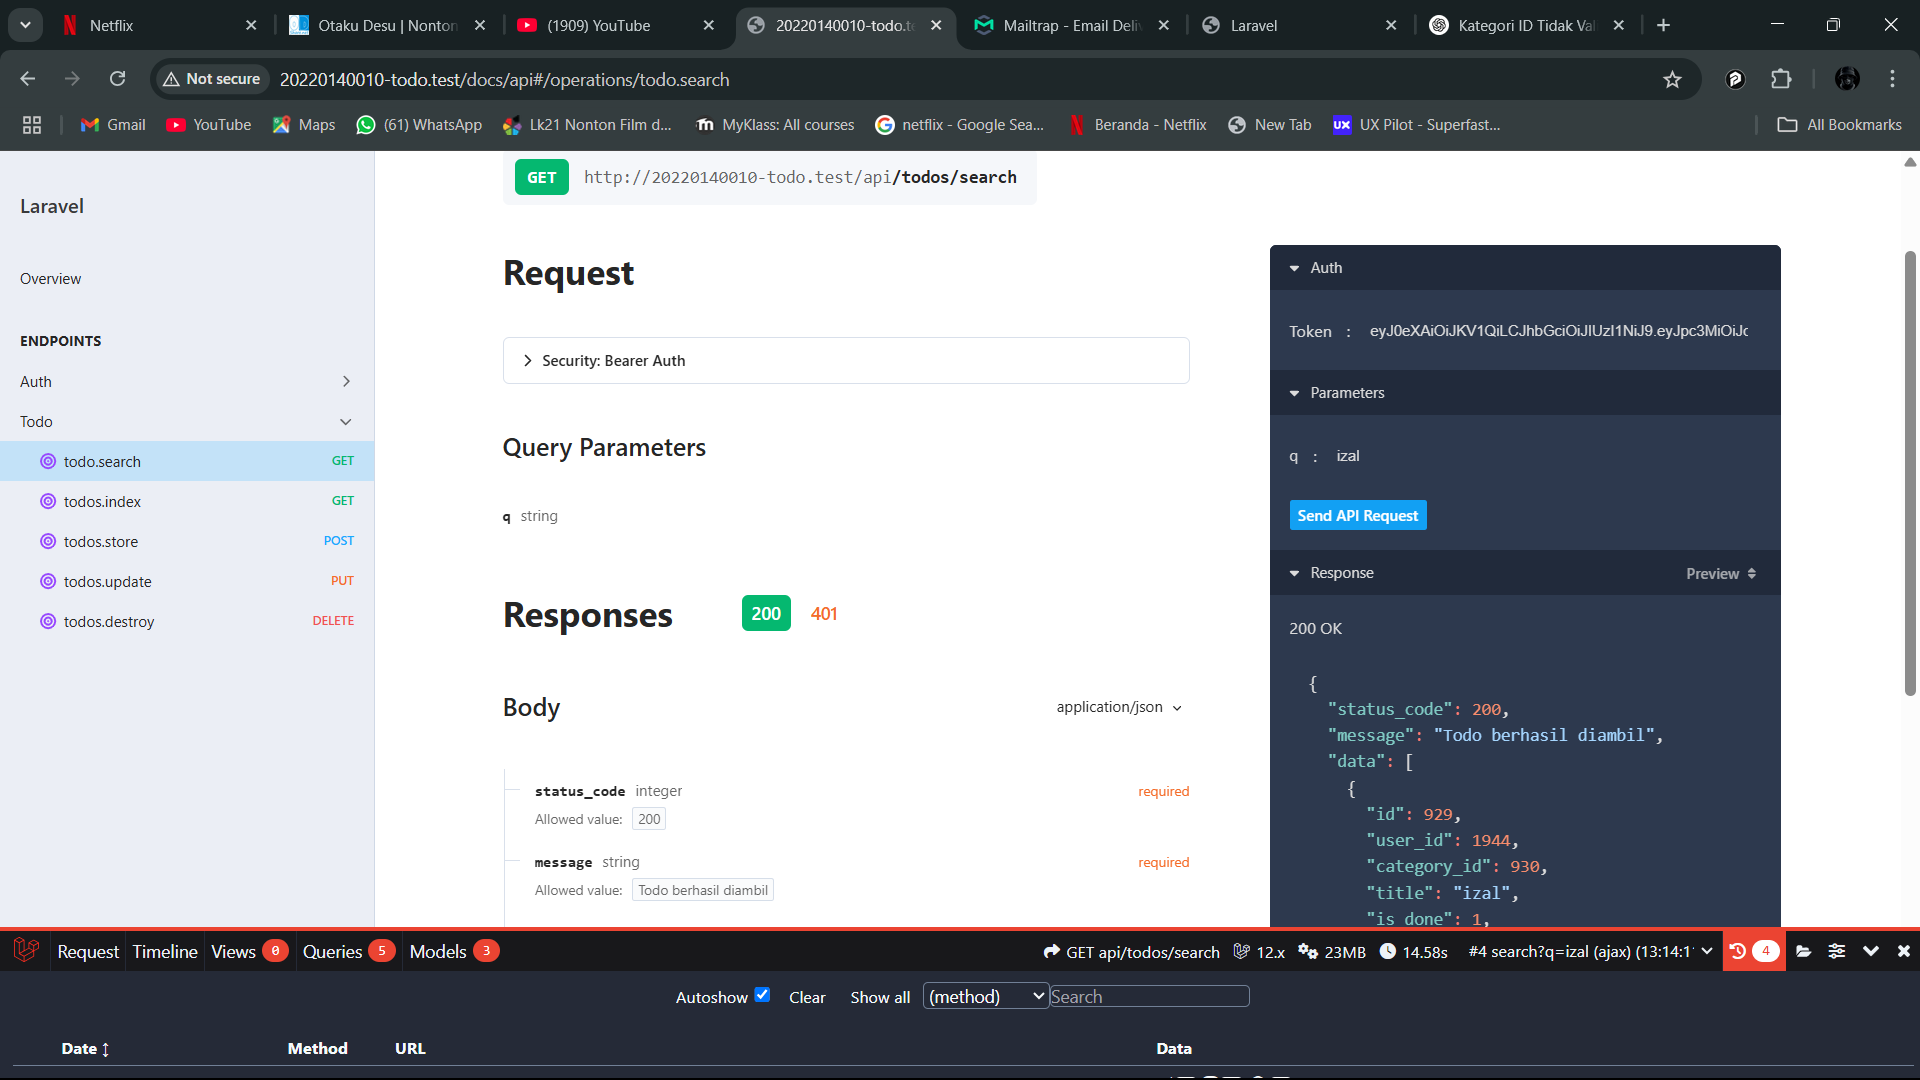 Netflix
Otaku Desu | Nonton
(1909) YouTube
20220140010-todo.te
Mailtrap - Email Deliv
Laravel
Kategori ID Tidak Val
Not secure
20220140010-todo.test/docs/api#/operations/todo.search
Gmail
YouTube
Maps
(61) WhatsApp
Lk21 Nonton Film d...
MyKlass: All courses
netflix - Google Sea...
Beranda - Netflix
New Tab
UX Pilot - Superfast...
All Bookmarks
Laravel
Overview
ENDPOINTS
Auth
Todo
todo.search GET
todos.index GET
todos.store POST
todos.update PUT
todos.destroy DELETE
GET http://20220140010-todo.test/api/todos/search
Request
Security: Bearer Auth
Query Parameters
q string
Responses 200 401
Body application/json
status_code integer required
Allowed value: 200
message string required
Allowed value: Todo berhasil diambil
Auth
Token : eyJ0eXAiOiJKV1QiLCJhbGciOiJIUzI1NiJ9.eyJpc3MiOiJo
Parameters
q : izal
Send API Request
Response Preview
200 OK
{
"status_code": 200,
"message": "Todo berhasil diambil",
"data": [
{
"id": 929,
"user_id": 1944,
"category_id": 930,
"title": "izal",
"is_done": 1,
Request Timeline Views 0 Queries 5 Models 3 GET api/todos/search 12.x 23MB 14.58s #4 search?q=izal (ajax) (13:14:1 4
Autoshow Clear Show all (method) Search
Date Method URL Data